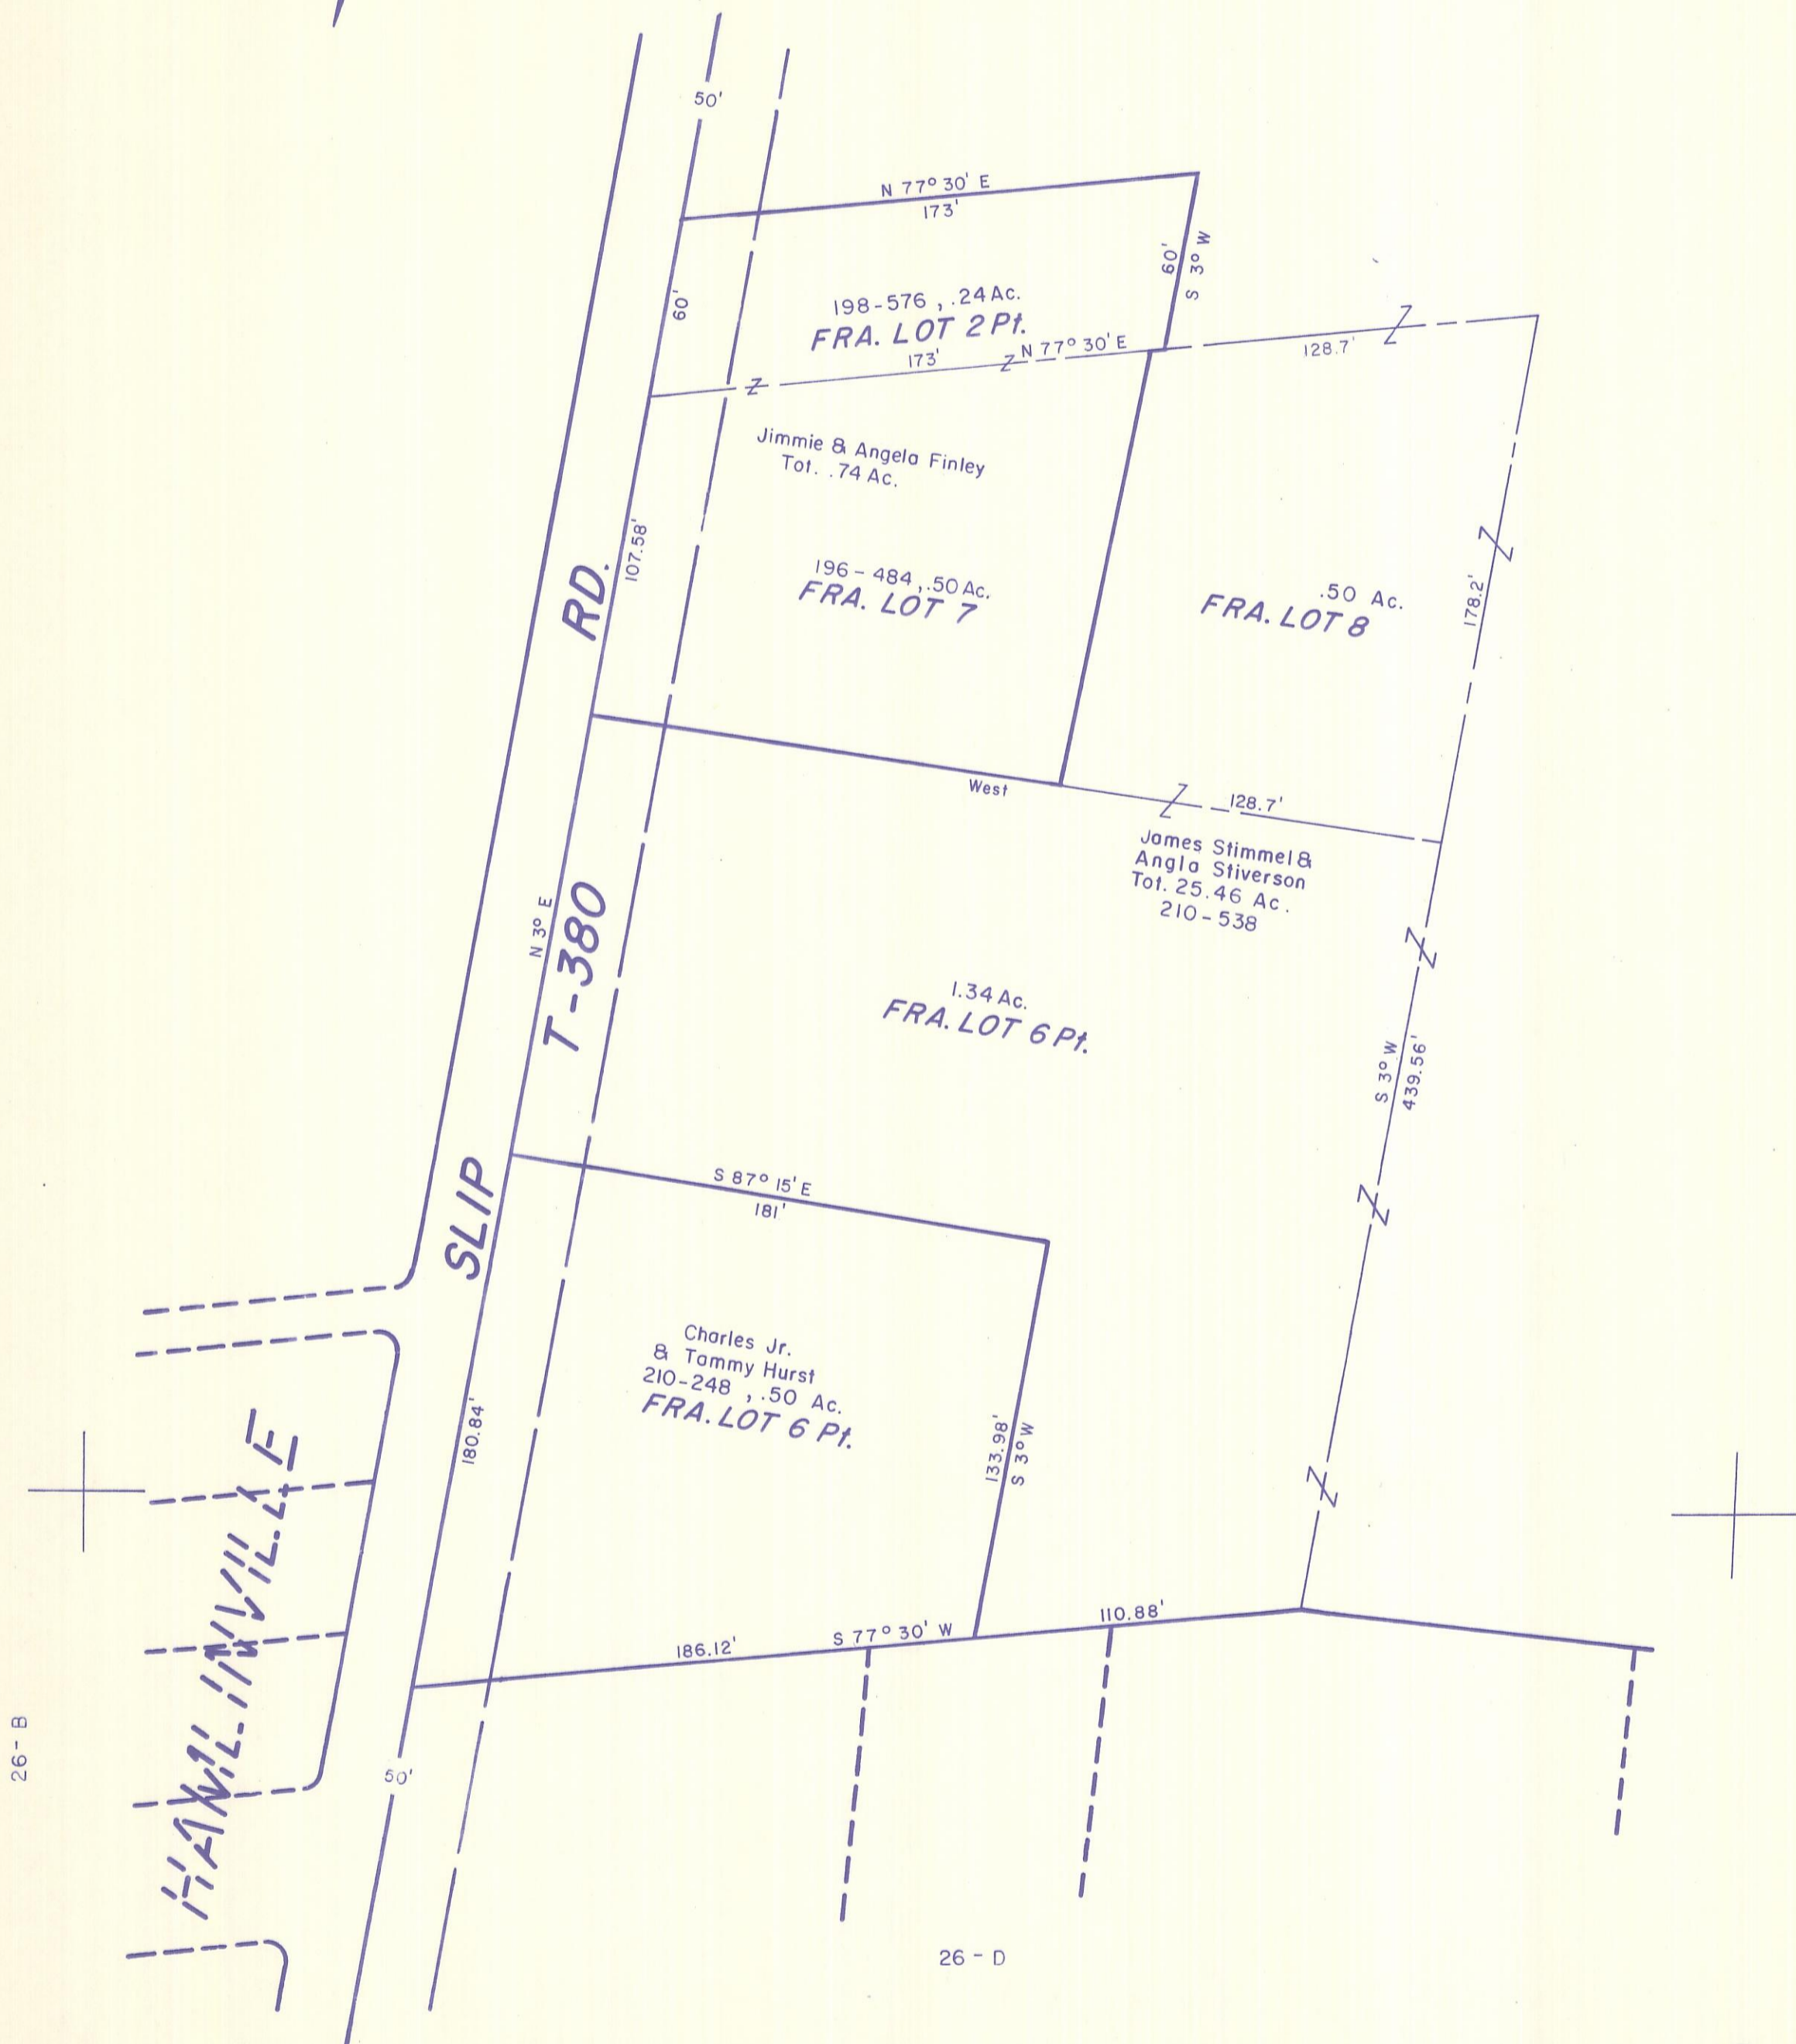 50'
N 77° 30' E
173'
60'
S 3° W
60'
198-576 , .24 Ac.
FRA. LOT 2 Pt.
173'
N 77° 30' E
128.7'
Jimmie & Angela Finley
Tot. .74 Ac.
107.58'
RD.
196-484, .50 Ac.
FRA. LOT 7
.50 Ac.
FRA. LOT 8
178.2'
West
128.7'
James Stimmel &
Angla Stiverson
Tot. 25.46 Ac.
210-538
N 3° E
T-380
1.34 Ac.
FRA. LOT 6 Pt.
S 3° W
439.56'
SLIP
S 87° 15' E
181'
Charles Jr.
& Tammy Hurst
210-248 , .50 Ac.
FRA. LOT 6 Pt.
180.84'
133.98'
S 3° W
HAMLINVILLE
110.88'
S 77° 30' W
186.12'
26-B
50'
26-D